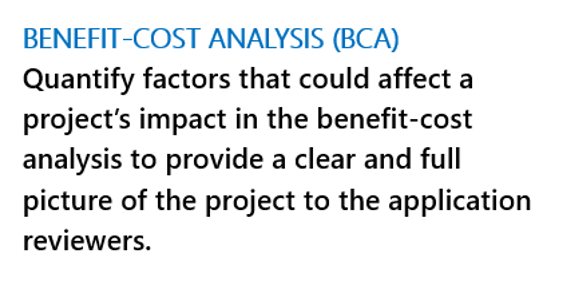 BENEFIT-COST ANALYSIS (BCA)
Quantify factors that could affect a
project's impact in the benefit-cost
analysis to provide a clear and full
picture of the project to the application
reviewers.